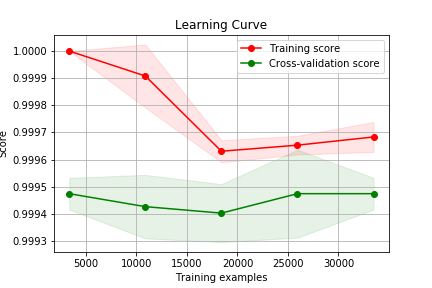 Learning Curve
Training score
Cross-validation score
1.0000
0.9999
0.9998
0.9997
0.9996
0.9995
0.9994
0.9993
Score
5000 10000 15000 20000 25000 30000
Training examples